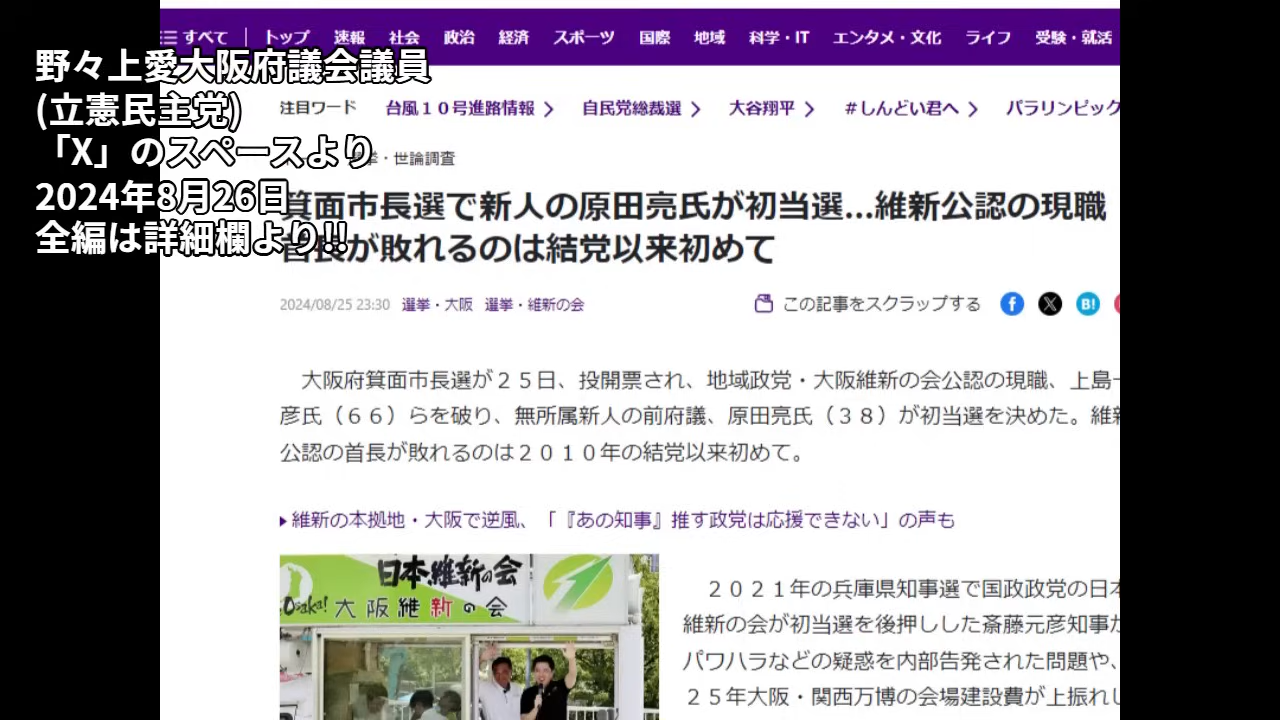 すべて トップ 速報 社会 政治 経済 スポーツ 国際 地域 科学・IT エンタメ・文化 ライフ 受験・就活
野々上愛大阪府議会議員
(立憲民主党)
「X」のスペースより
2024年8月26日
全編は詳細欄より!!
注目ワード 台風１０号進路情報 自民党総裁選 大谷翔平 #しんどい君へ パラリンピック
挙・世論調査
箕面市長選で新人の原田亮氏が初当選…維新公認の現職
首長が敗れるのは結党以来初めて
2024/08/25 23:30 選挙・大阪 選挙・維新の会 この記事をスクラップする
大阪府箕面市長選が２５日、投開票され、地域政党・大阪維新の会公認の現職、上島一
彦氏（６６）らを破り、無所属新人の前府議、原田亮氏（３８）が初当選を決めた。維新
公認の首長が敗れるのは２０１０年の結党以来初めて。
維新の本拠地・大阪で逆風、「『あの知事』推す政党は応援できない」の声も
日本維新の会
Osaka! 大阪維新の会
２０２１年の兵庫県知事選で国政政党の日本
維新の会が初当選を後押しした斎藤元彦知事が
パワハラなどの疑惑を内部告発された問題や、
２５年大阪・関西万博の会場建設費が上振れし